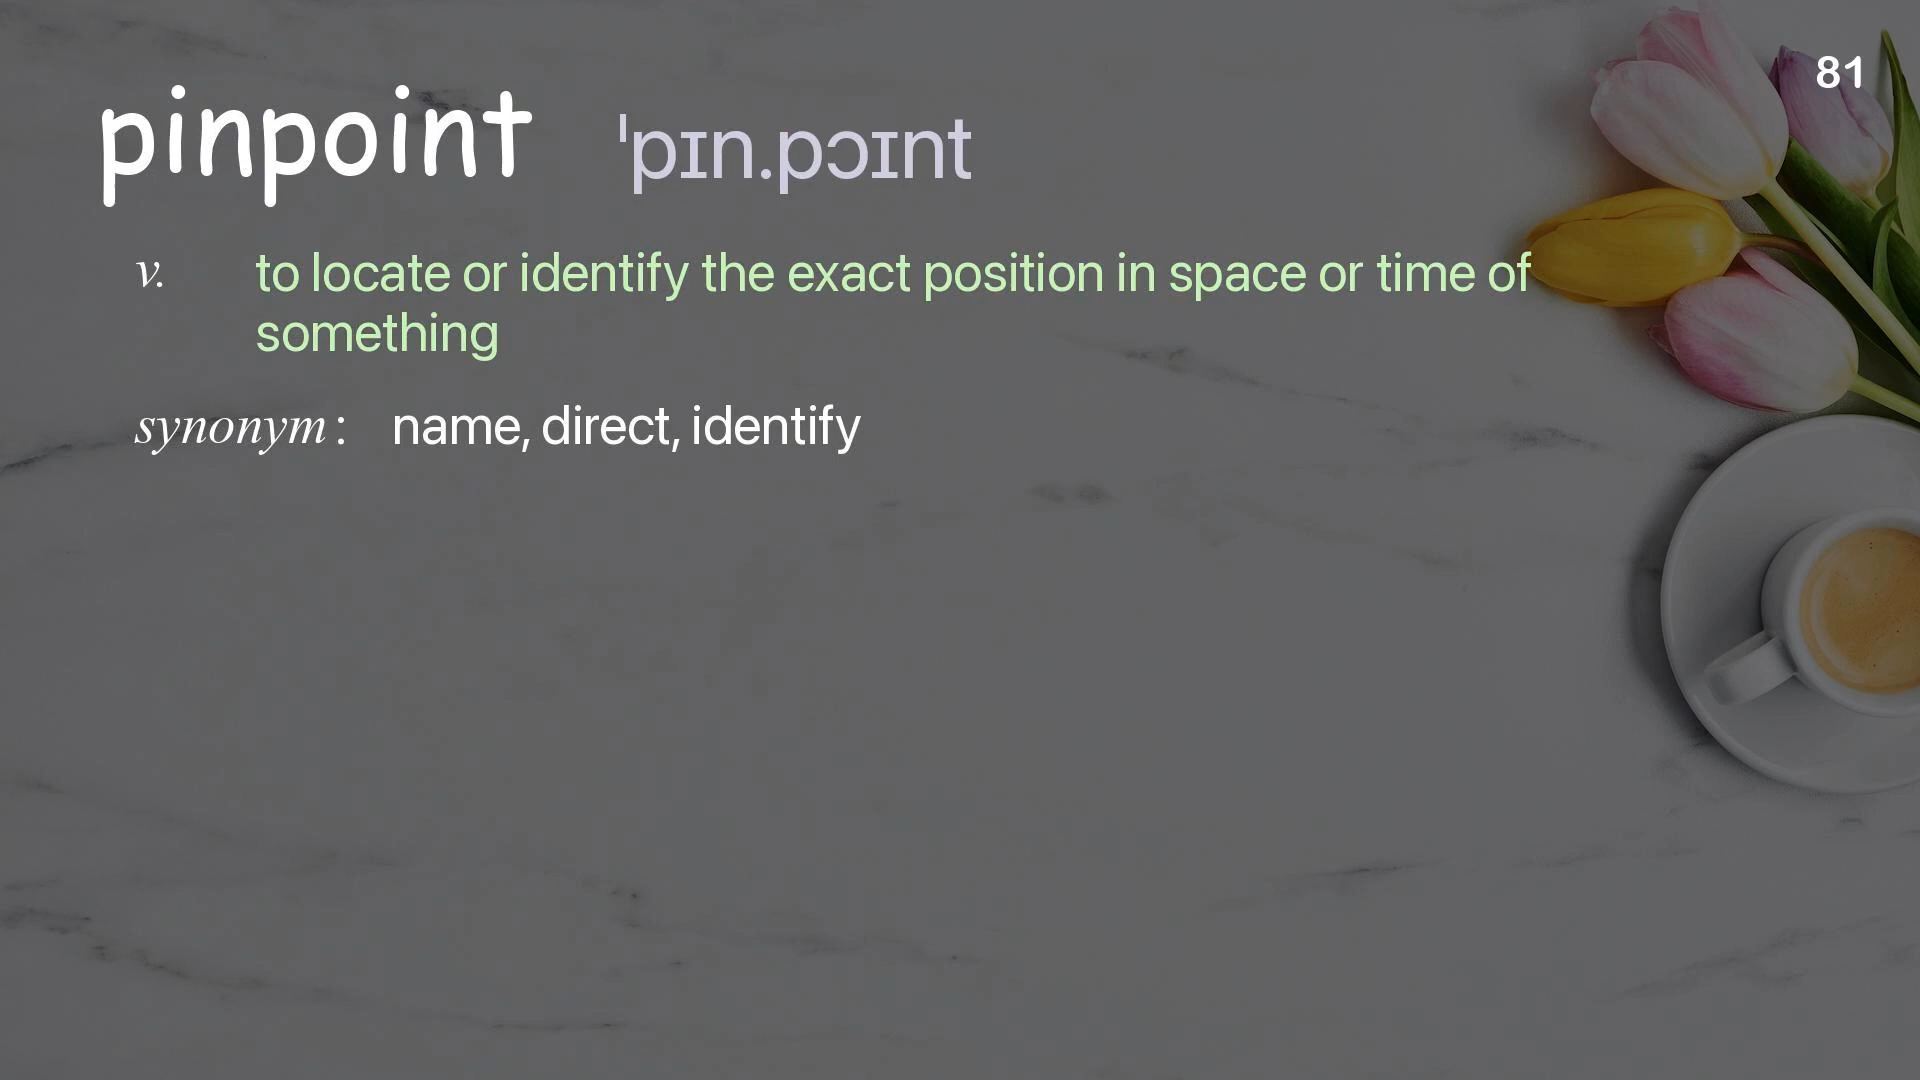 81
pinpoint ˈpɪn.pɔɪnt
v. to locate or identify the exact position in space or time of
something
synonym : name, direct, identify